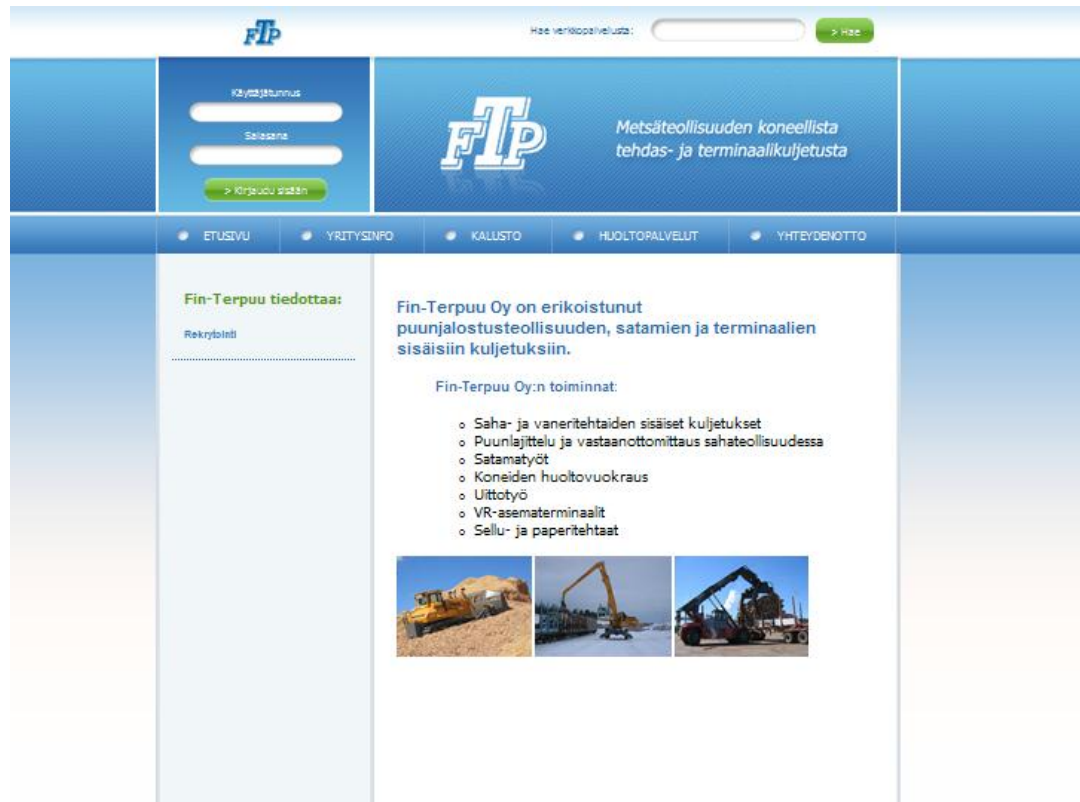 FTP
Hae verkkopalvelusta:
> Hae
Käyttäjätunnus
Salasana
> Kirjaudu sisään
FTP
Metsäteollisuuden koneellista
tehdas- ja terminaalikuljetusta
ETUSIVU
YRITYSINFO
KALUSTO
HUOLTOPALVELUT
YHTEYDENOTTO
Fin-Terpuu tiedottaa:
Rekrytointi
Fin-Terpuu Oy on erikoistunut
puunjalostusteollisuuden, satamien ja terminaalien
sisäisiin kuljetuksiin.
Fin-Terpuu Oy:n toiminnat:
Saha- ja vaneritehtaiden sisäiset kuljetukset
Puunlajittelu ja vastaanottomittaus sahateollisuudessa
Satamatyöt
Koneiden huoltovuokraus
Uittotyö
VR-asematerminaalit
Sellu- ja paperitehtaat